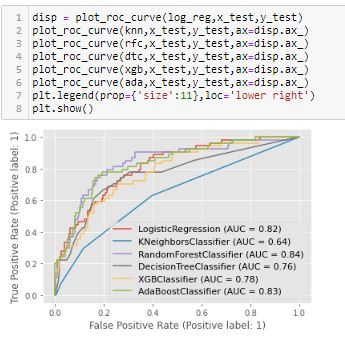 1 disp = plot_roc_curve(log_reg,x_test,y_test)
2 plot_roc_curve(knn,x_test,y_test,ax=disp.ax_)
3 plot_roc_curve(rfc,x_test,y_test,ax=disp.ax_)
4 plot_roc_curve(dtc,x_test,y_test,ax=disp.ax_)
5 plot_roc_curve(xgb,x_test,y_test,ax=disp.ax_)
6 plot_roc_curve(ada,x_test,y_test,ax=disp.ax_)
7 plt.legend(prop={'size':11},loc='lower right')
8 plt.show()
True Positive Rate (Positive label: 1)
1.0
0.8
0.6
0.4
0.2
0.0
LogisticRegression (AUC = 0.82)
KNeighborsClassifier (AUC = 0.64)
RandomForestClassifier (AUC = 0.84)
DecisionTreeClassifier (AUC = 0.76)
XGBClassifier (AUC = 0.78)
AdaBoostClassifier (AUC = 0.83)
0.0 0.2 0.4 0.6 0.8 1.0
False Positive Rate (Positive label: 1)